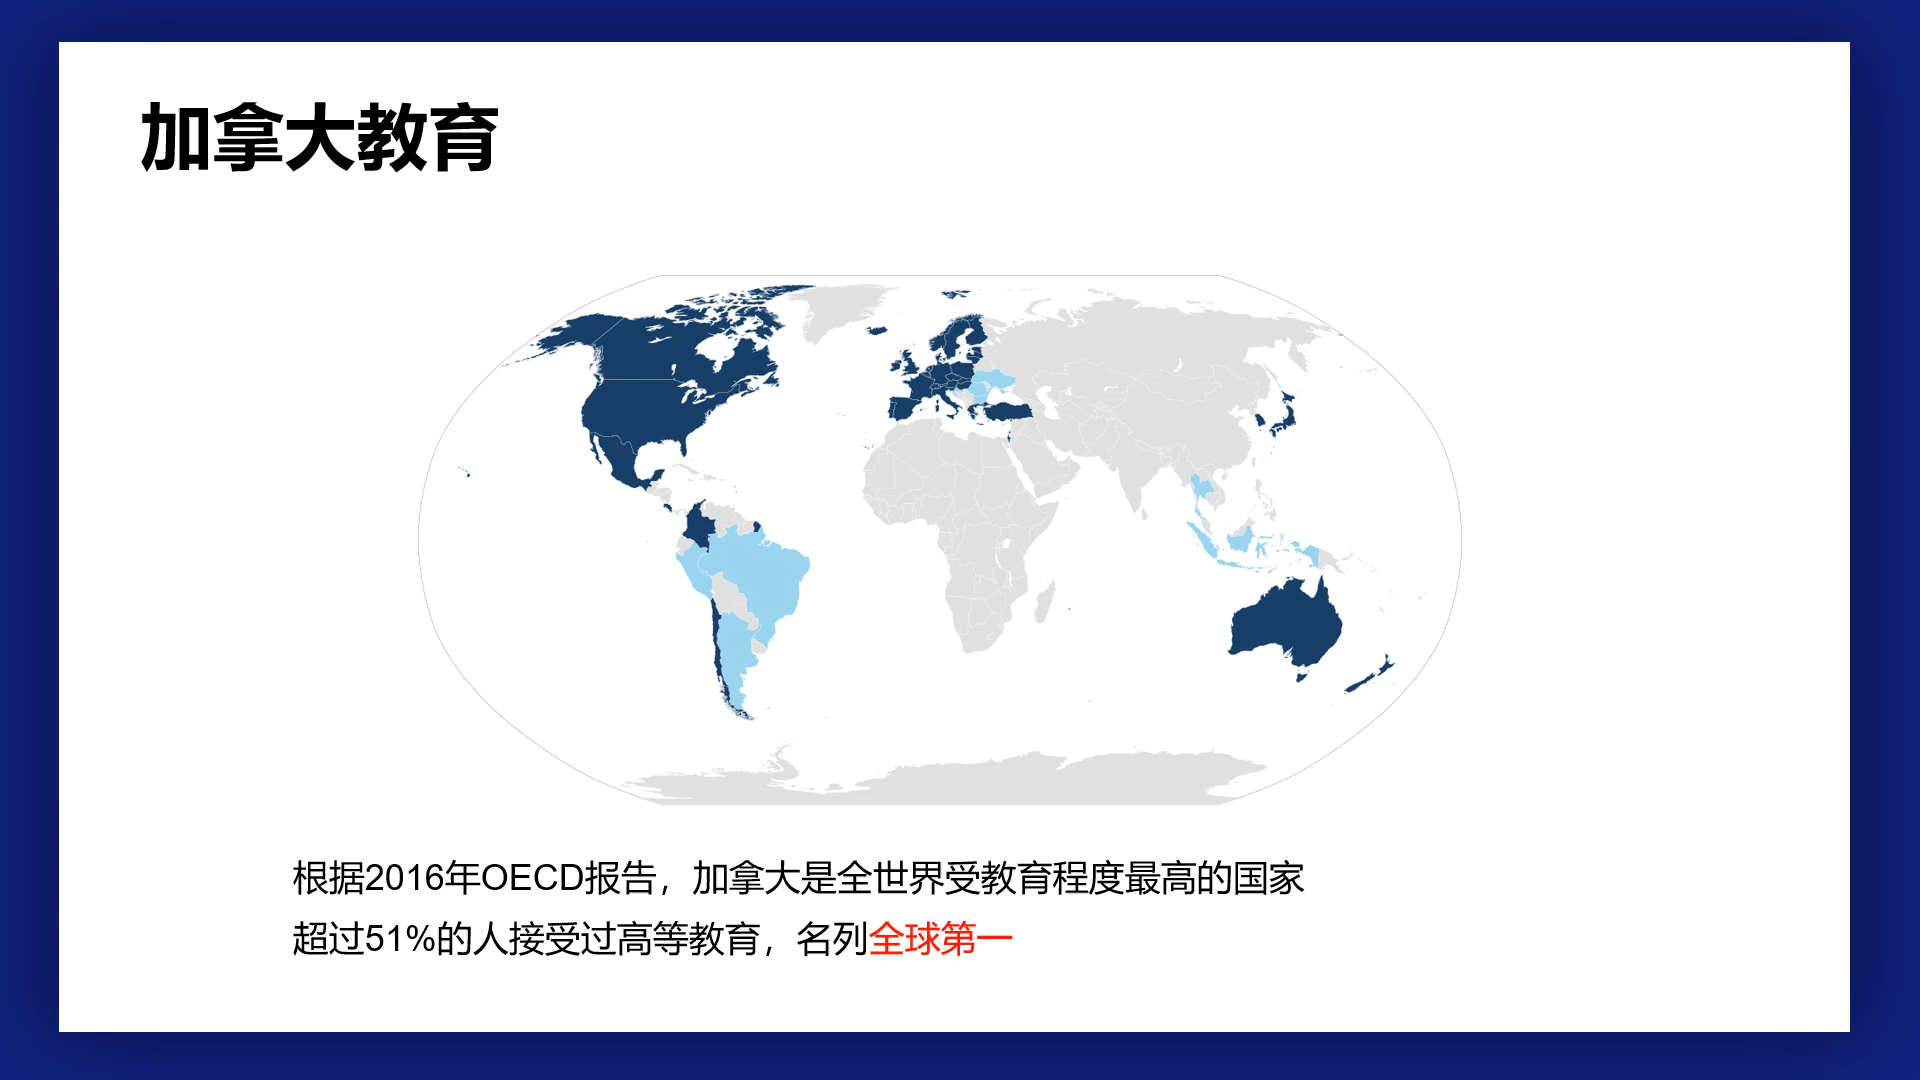 加拿大教育
根据2016年OECD报告，加拿大是全世界受教育程度最高的国家
超过51%的人接受过高等教育，名列全球第一